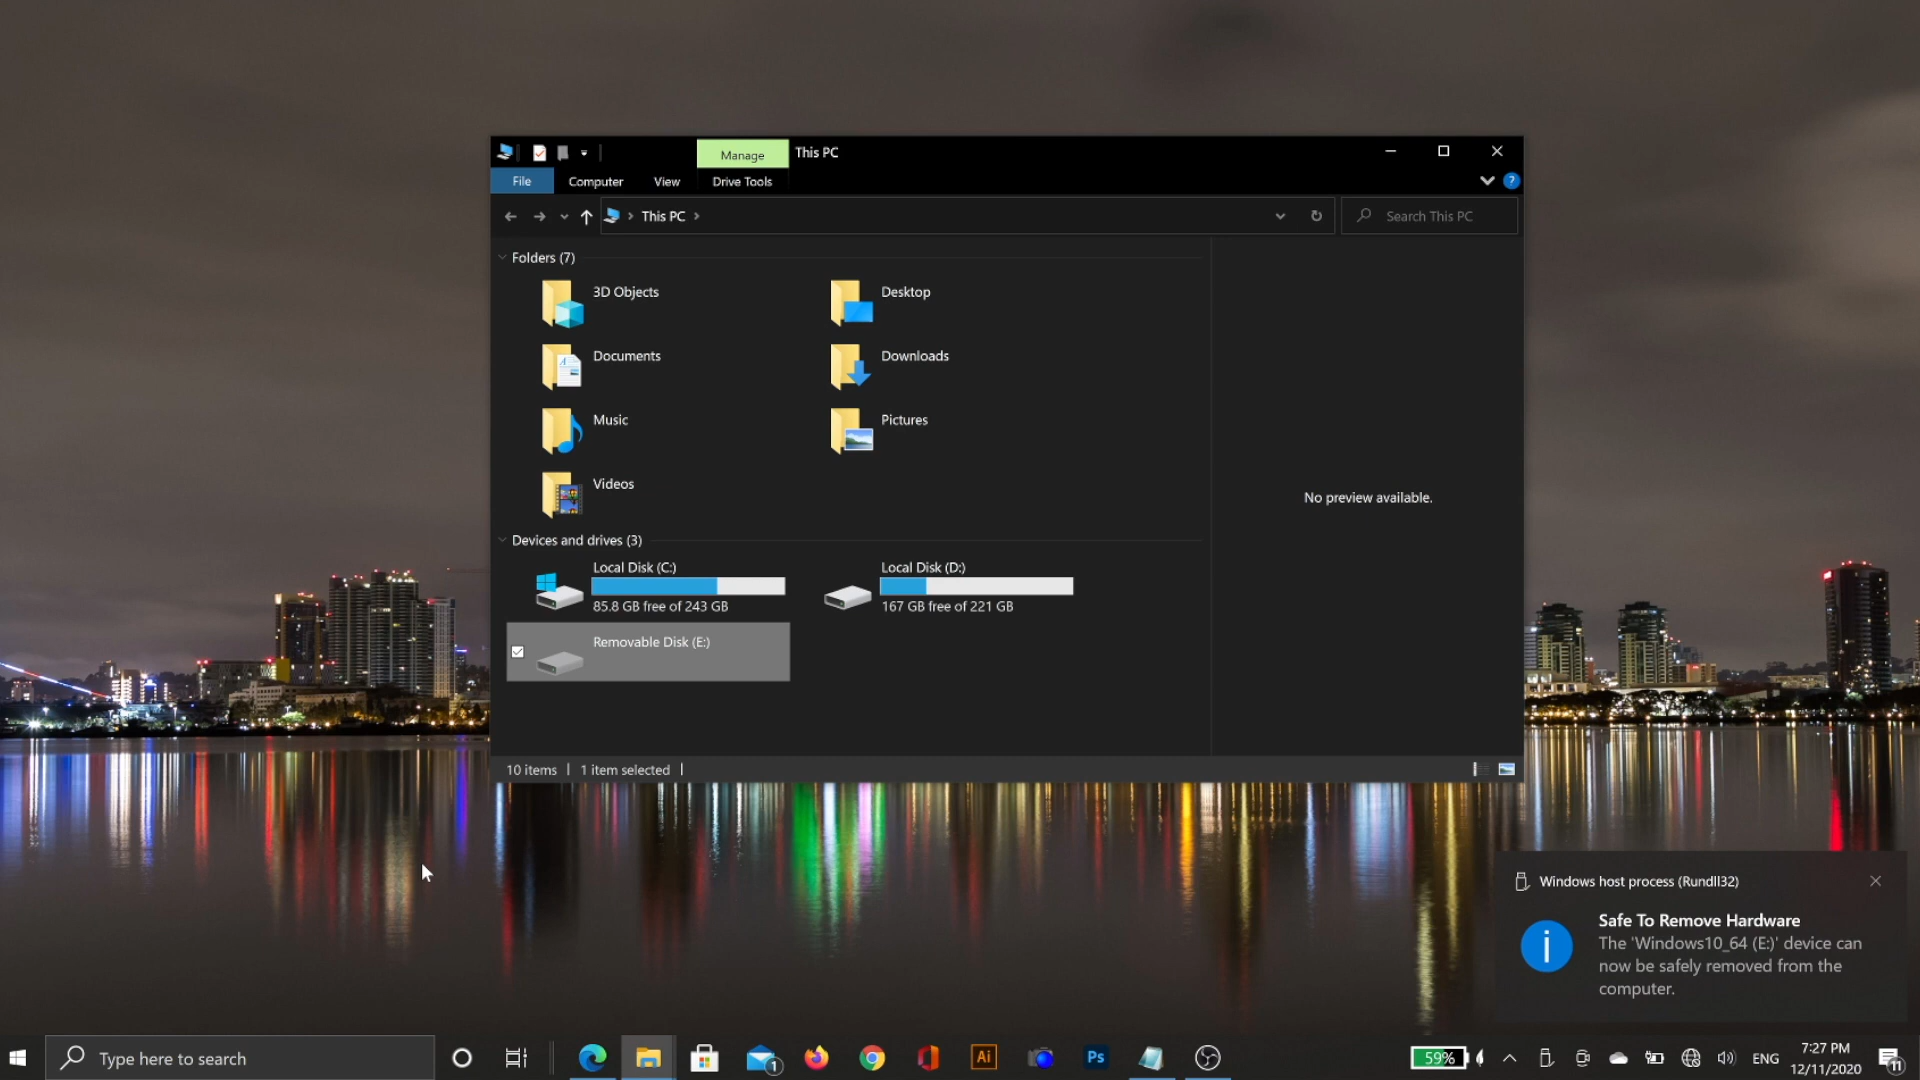 Manage
This PC
File
Computer
View
Drive Tools
?
This PC
Search This PC
Folders (7)
3D Objects
Desktop
Documents
Downloads
Music
Pictures
Videos
No preview available.
Devices and drives (3)
Local Disk (C:)
85.8 GB free of 243 GB
Local Disk (D:)
167 GB free of 221 GB
Removable Disk (E:)
10 items
1 item selected
Windows host process (Rundll32)
Safe To Remove Hardware
The 'Windows10_64 (E:)' device can
now be safely removed from the
computer.
Type here to search
1
Ai
Ps
59%
ENG
7:27 PM
12/11/2020
11